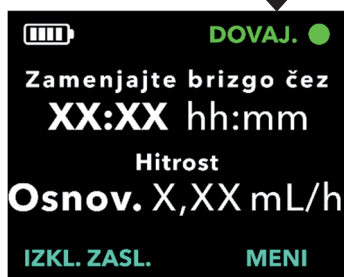 DOVAJ.
Zamenjajte brizgo čez
XX:XX hh:mm
Hitrost
Osnov. X,XX mL/h
IZKL. ZASL. MENI